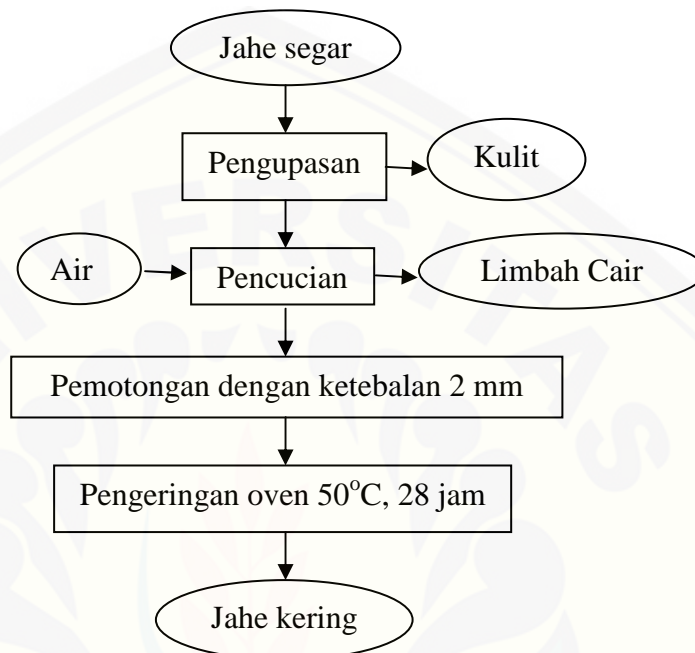 Jahe segar
Pengupasan
Kulit
Air
Pencucian
Limbah Cair
Pemotongan dengan ketebalan 2 mm
Pengeringan oven 50°C, 28 jam
Jahe kering